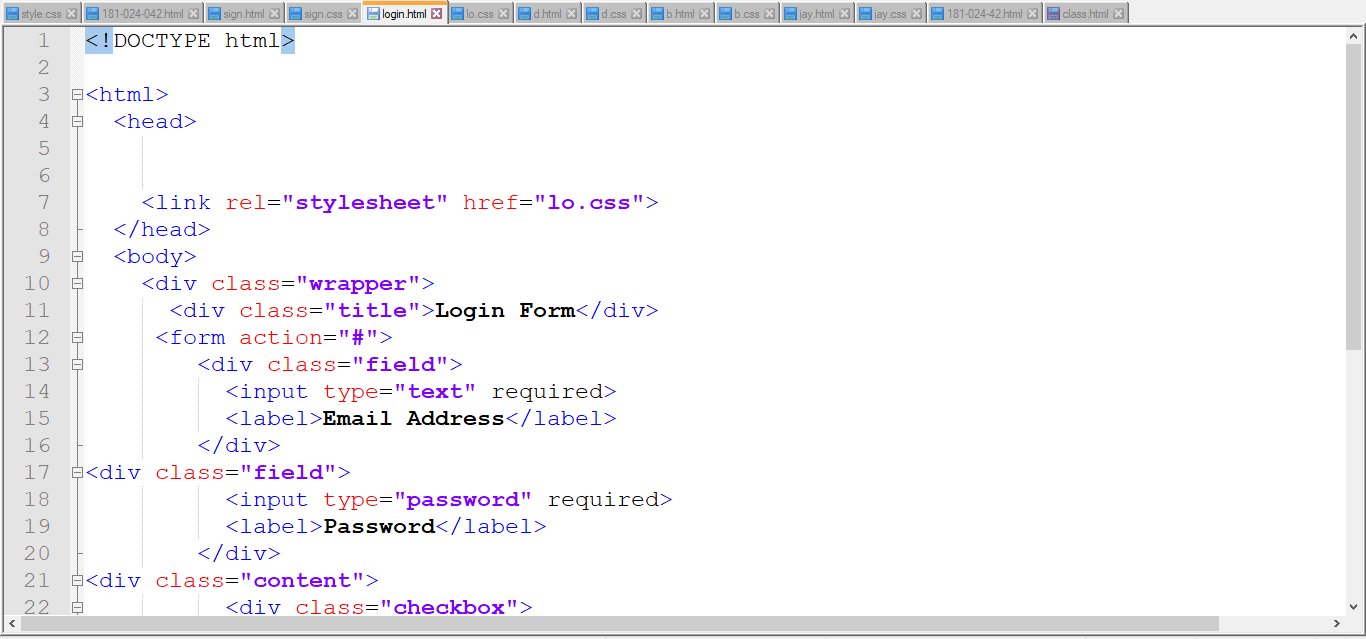 style.css 181-024-042.html sign.html sign.css login.html lo.css d.html d.css b.html b.css jay.html jay.css 181-024-42.html class.html
1 <!DOCTYPE html>
2
3 <html>
4 <head>
5
6
7 <link rel="stylesheet" href="lo.css">
8 </head>
9 <body>
10 <div class="wrapper">
11 <div class="title">Login Form</div>
12 <form action="#">
13 <div class="field">
14 <input type="text" required>
15 <label>Email Address</label>
16 </div>
17 <div class="field">
18 <input type="password" required>
19 <label>Password</label>
20 </div>
21 <div class="content">
22 <div class="checkbox">